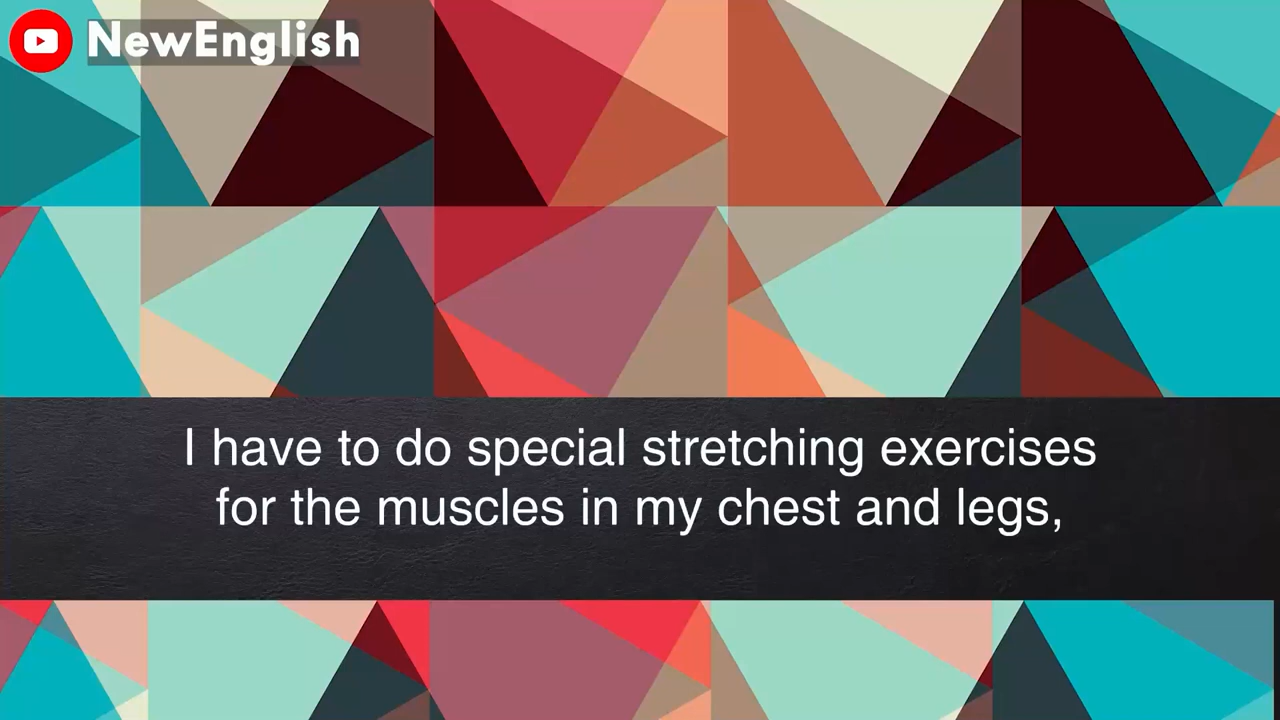 NewEnglish
I have to do special stretching exercises
for the muscles in my chest and legs,